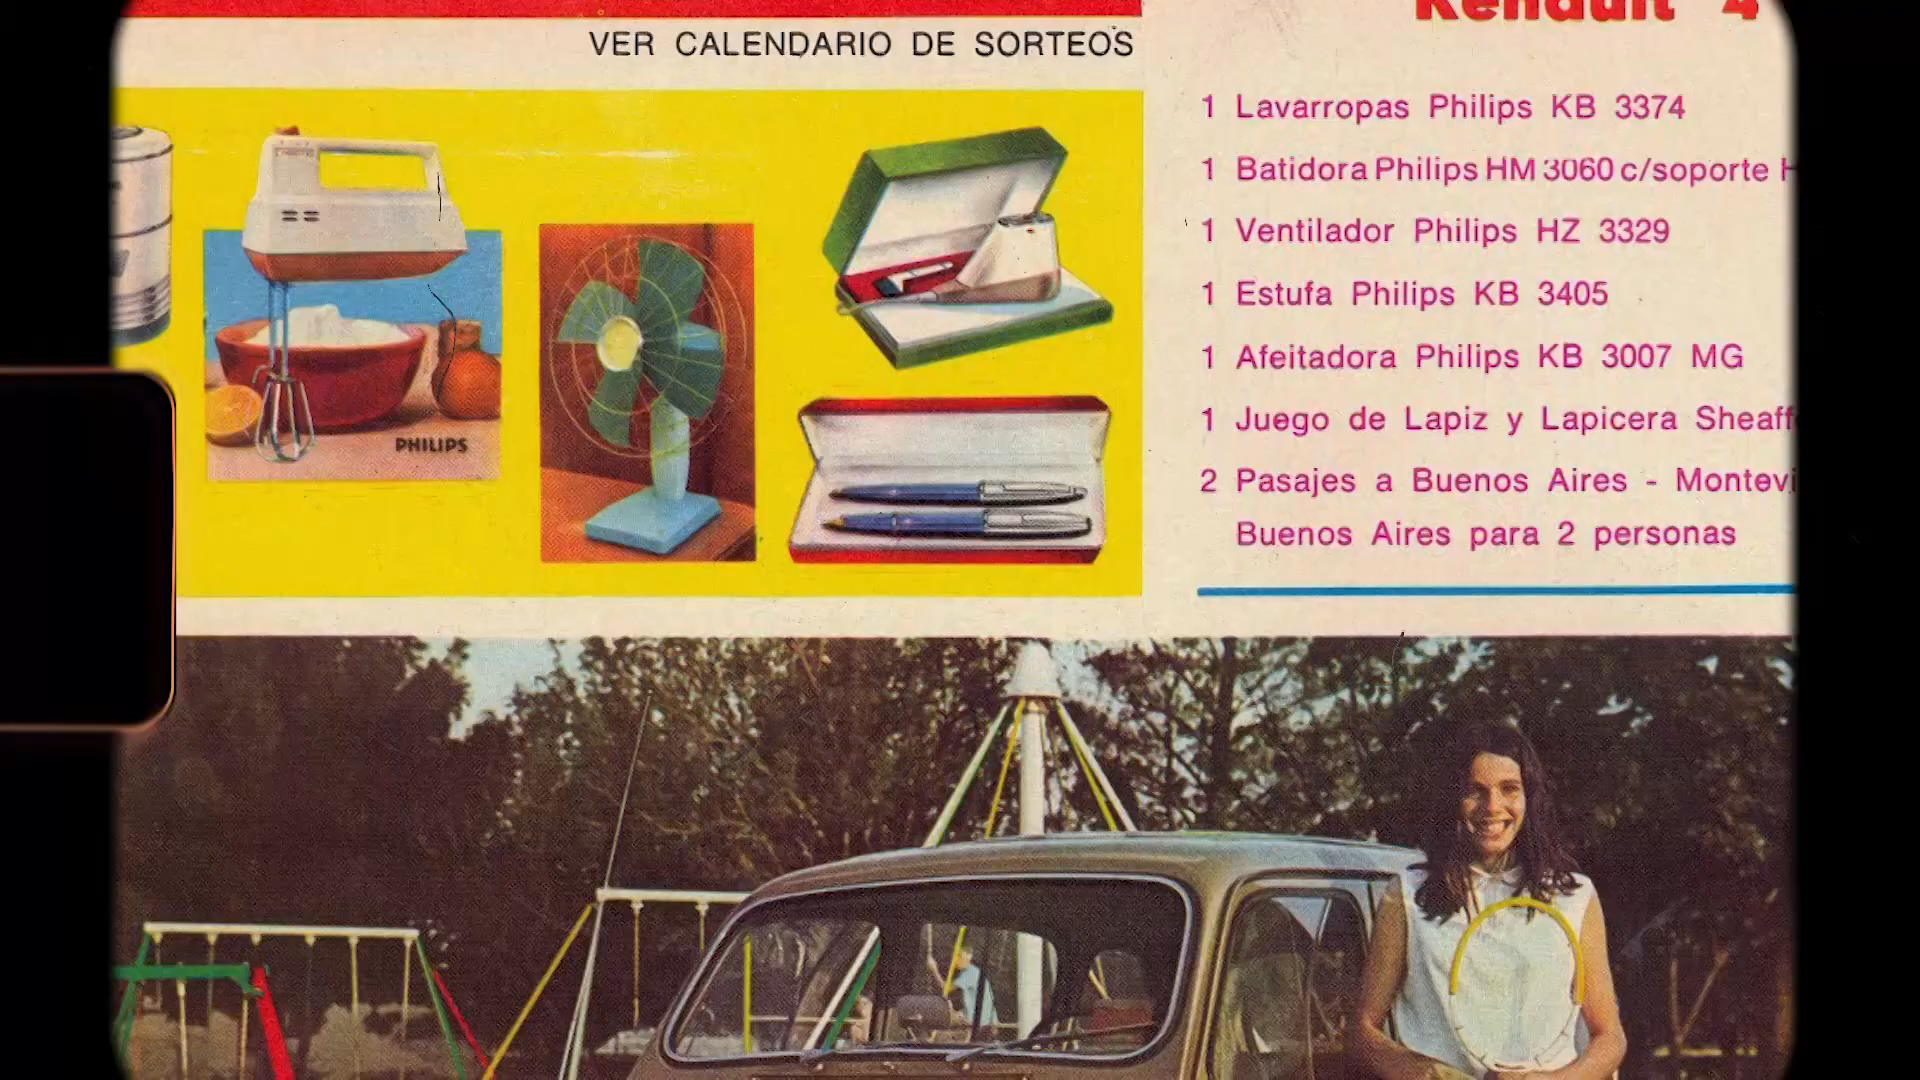 VER CALENDARIO DE SORTEOS
PHILIPS
Renault 4
1 Lavarropas Philips KB 3374
1 Batidora Philips HM 3060 c/soporte
1 Ventilador Philips HZ 3329
1 Estufa Philips KB 3405
1 Afeitadora Philips KB 3007 MG
1 Juego de Lapiz y Lapicera Sheaff
2 Pasajes a Buenos Aires - Montevi
Buenos Aires para 2 personas